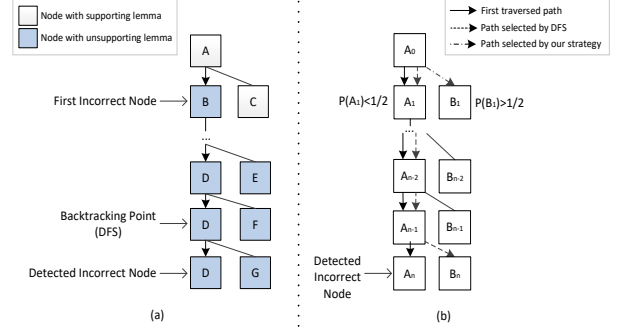 Node with supporting lemma
Node with unsupporting lemma
A
First Incorrect Node
B
C
...
D
E
Backtracking Point
(DFS)
D
F
Detected Incorrect Node
D
G
(a)
First traversed path
Path selected by DFS
Path selected by our strategy
A0
P(A1)<1/2
A1
B1
P(B1)>1/2
...
An-2
Bn-2
An-1
Bn-1
Detected
Incorrect
Node
An
Bn
(b)